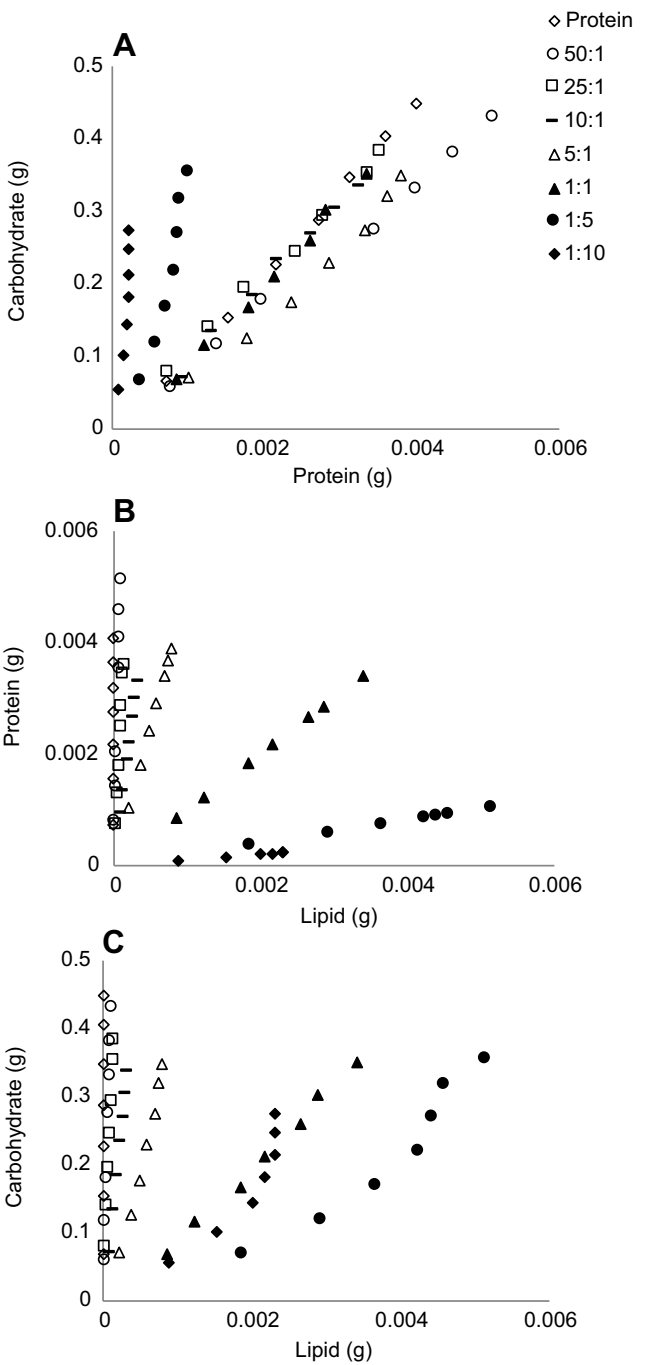 A
Protein
50:1
25:1
10:1
5:1
1:1
1:5
1:10
0.5
0.4
0.3
0.2
0.1
0
Carbohydrate (g)
0 0.002 0.004 0.006
Protein (g)
B
0.006
0.004
0.002
0
Protein (g)
0 0.002 0.004 0.006
Lipid (g)
C
0.5
0.4
0.3
0.2
0.1
0
Carbohydrate (g)
0 0.002 0.004 0.006
Lipid (g)